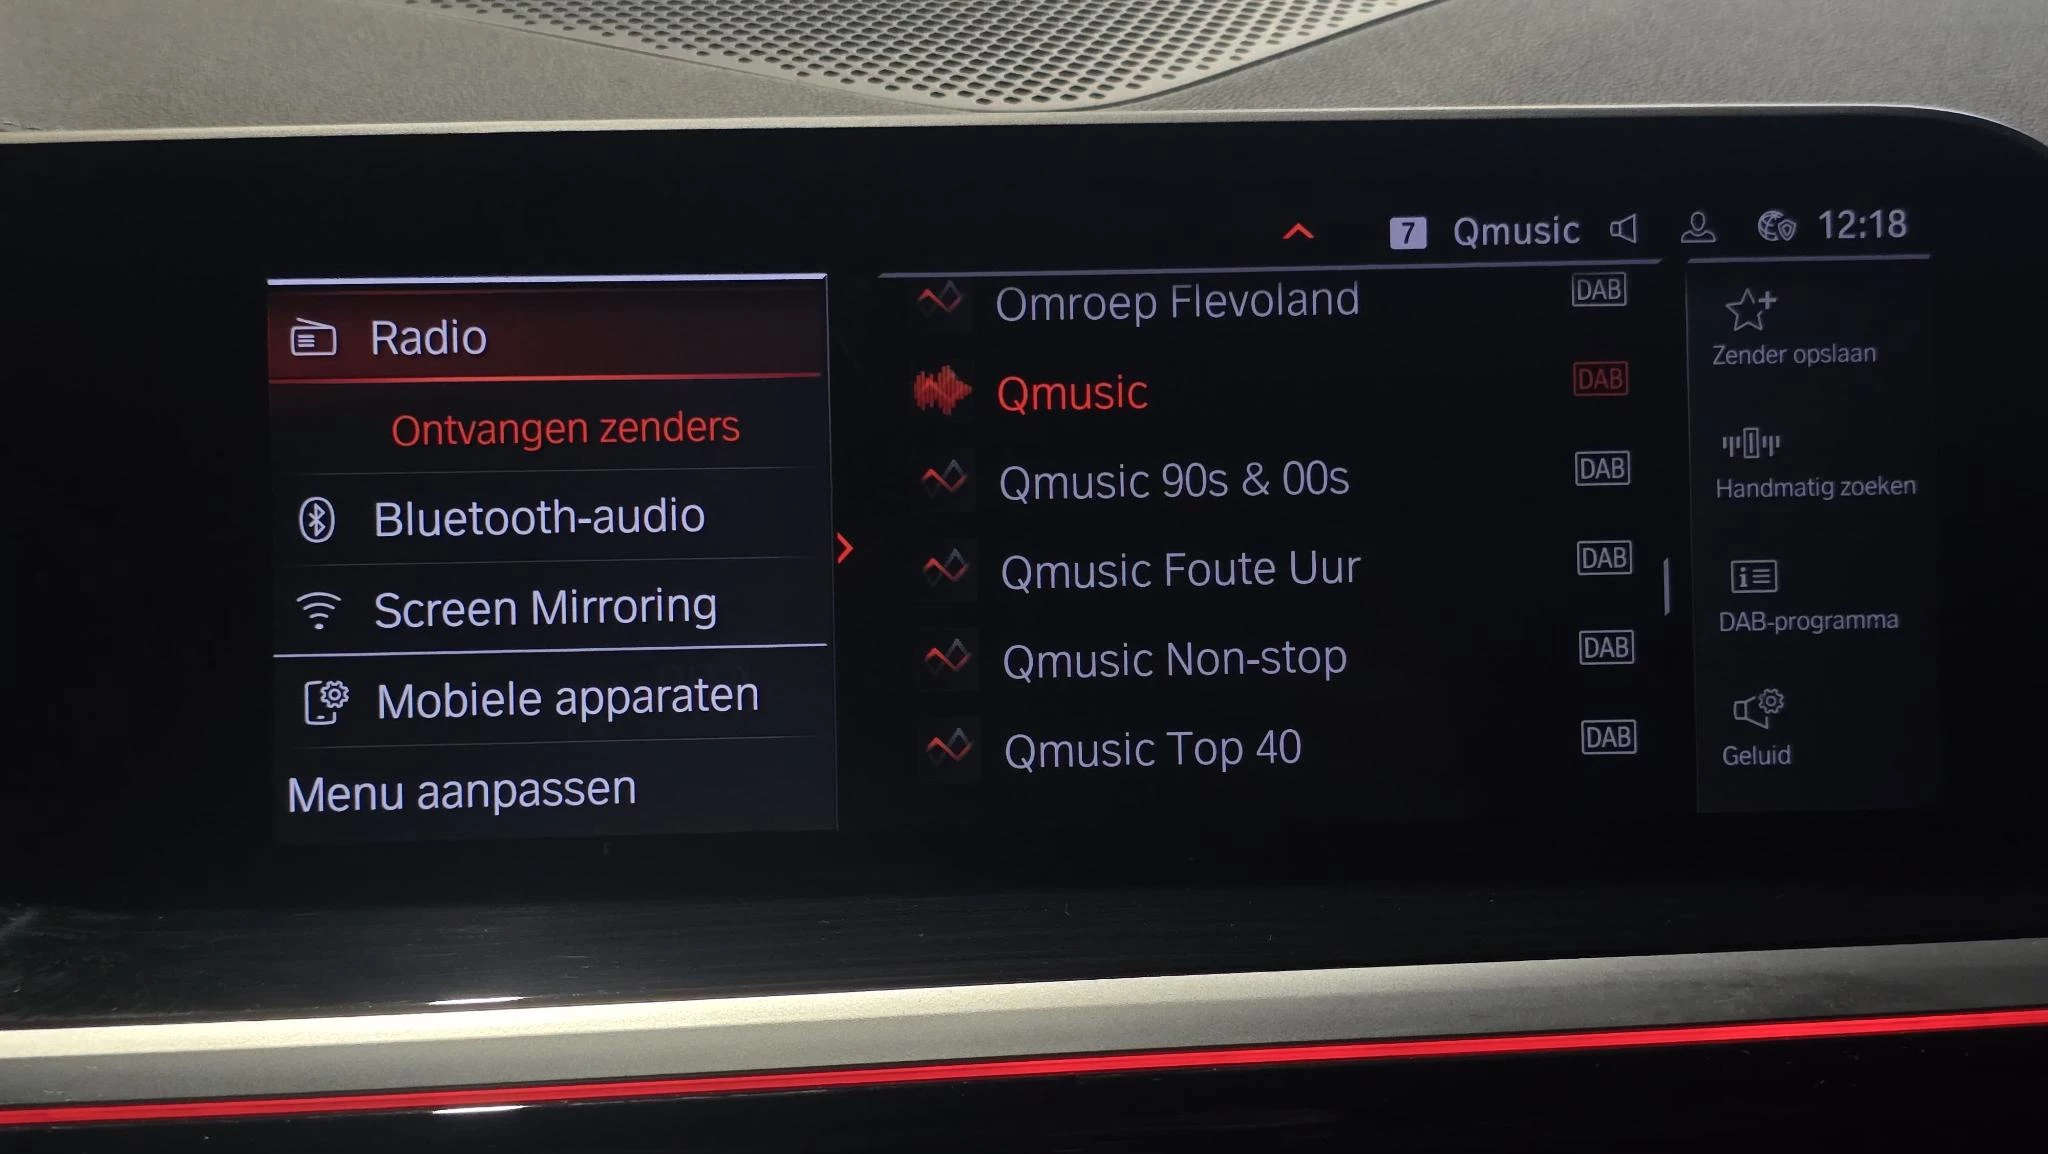 7 Qmusic 12:18
Radio
Ontvangen zenders
Bluetooth-audio
Screen Mirroring
Mobiele apparaten
Menu aanpassen
Omroep Flevoland DAB
Qmusic DAB
Qmusic 90s & 00s DAB
Qmusic Foute Uur DAB
Qmusic Non-stop DAB
Qmusic Top 40 DAB
Zender opslaan
Handmatig zoeken
DAB-programma
Geluid